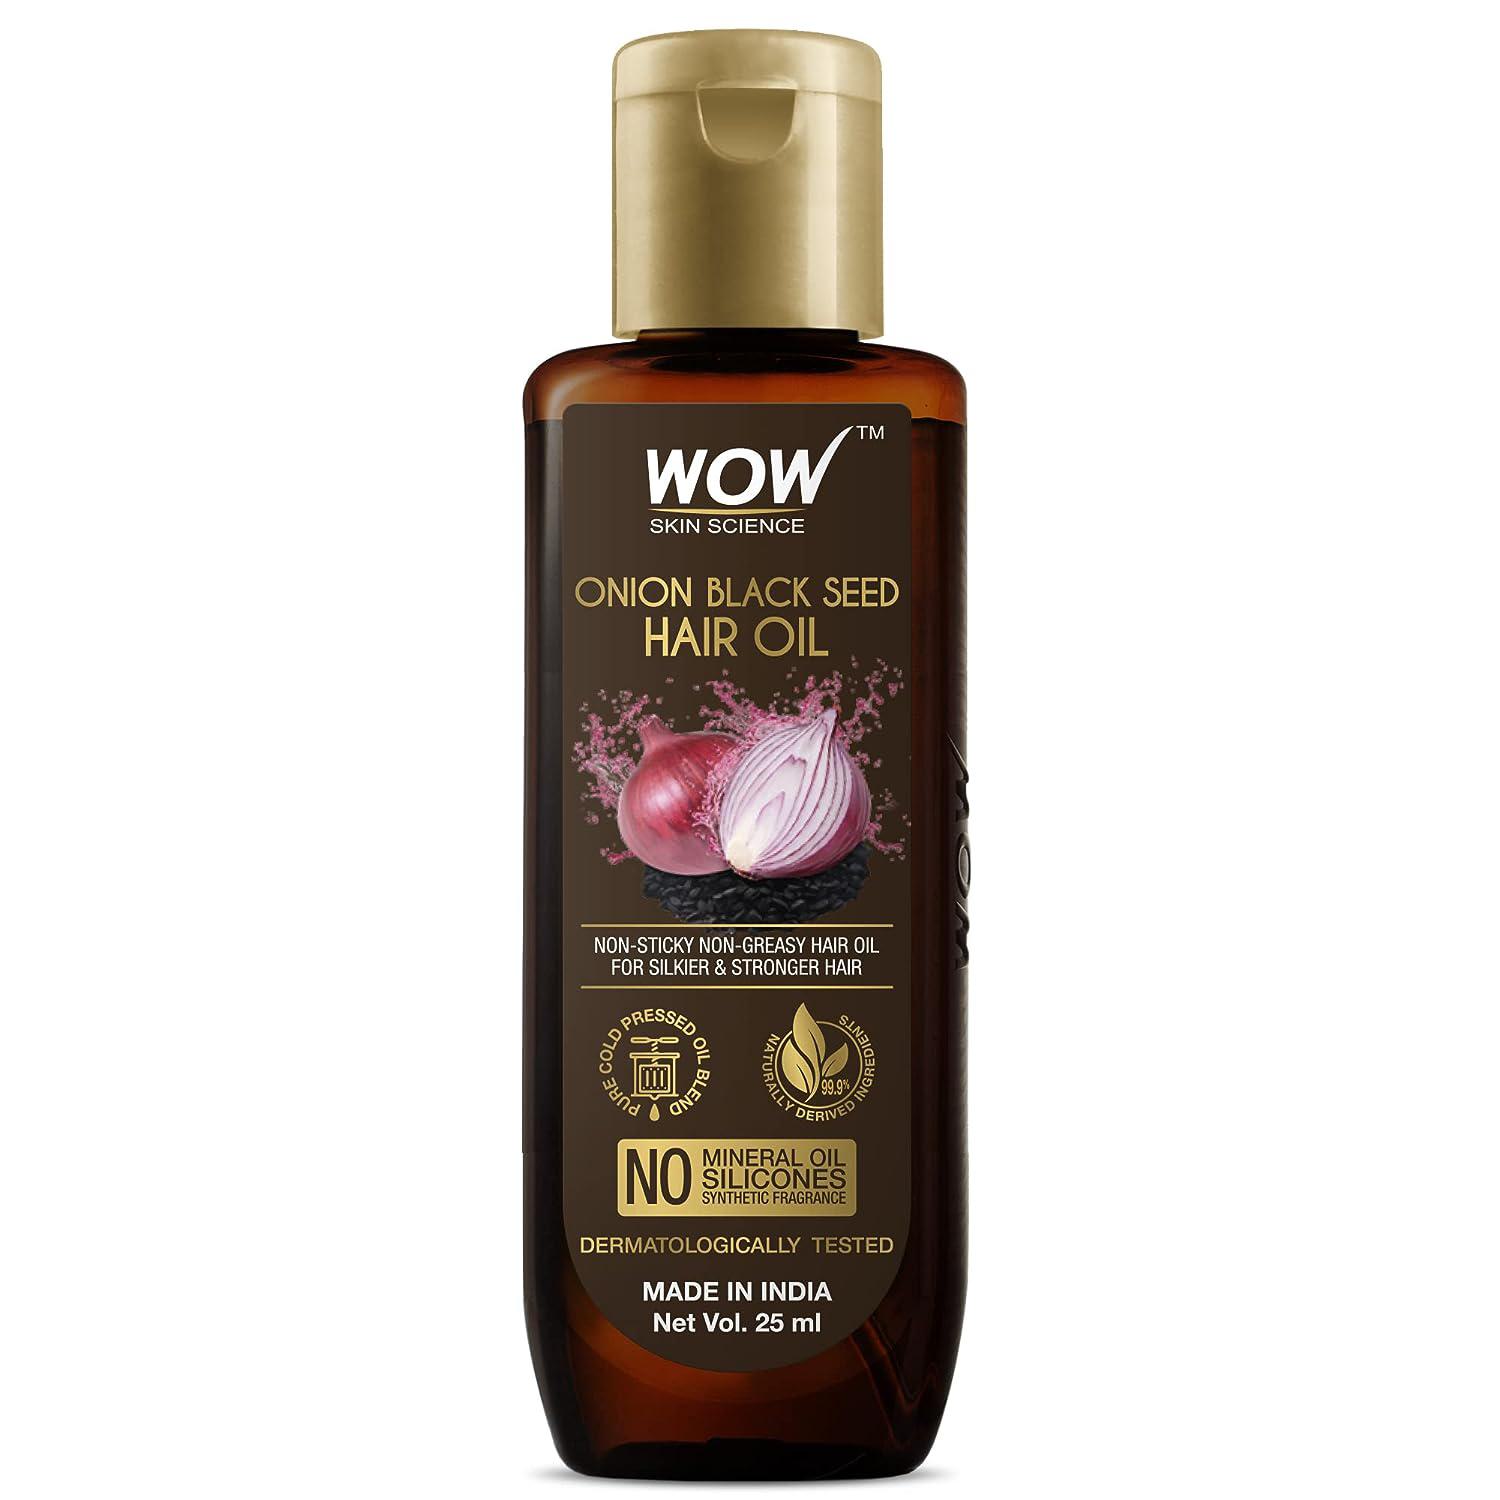 WOW™
SKIN SCIENCE
ONION BLACK SEED
HAIR OIL
NON-STICKY NON-GREASY HAIR OIL
FOR SILKIER & STRONGER HAIR
PURE COLD PRESSED OIL BLEND
NATURALLY DERIVED INGREDIENTS
99.9%
NO
MINERAL OIL
SILICONES
SYNTHETIC FRAGRANCE
DERMATOLOGICALLY TESTED
MADE IN INDIA
Net Vol. 25 ml
WOW